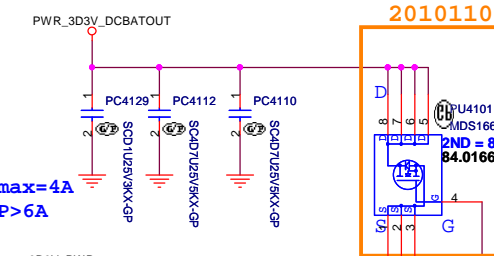 2010110
PWR_3D3V_DCBATOUT
PC4129
PC4112
PC4110
1
2
1
2
1
2
G/P
G/P
G/P
SCD1U25V3KX-GP
SC4D7U25V5KX-GP
SC4D7U25V5KX-GP
D
8
7
6
5
D
D
D
D
PU4101
MDS166
2ND = 8
84.0166
max=4A
P>6A
S
S
S
G
4
S
1
2
3
G